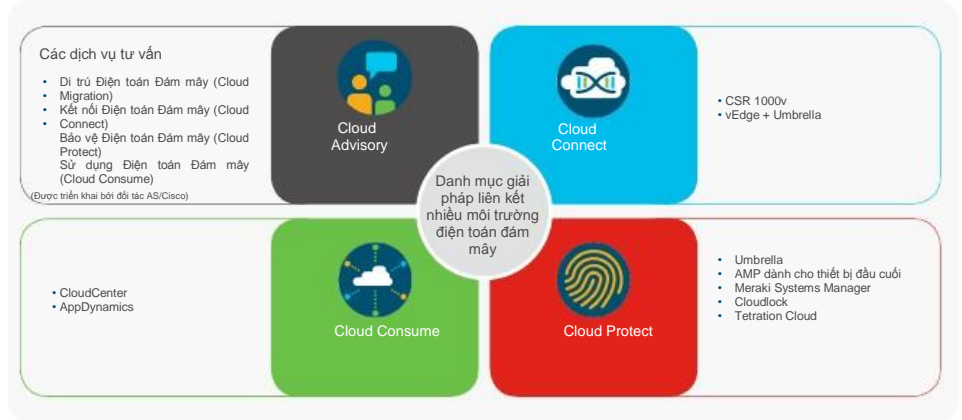 Các dịch vụ tư vấn
• Di trú Điện toán Đám mây (Cloud
• Migration)
• Kết nối Điện toán Đám mây (Cloud
• Connect)
Bảo vệ Điện toán Đám mây (Cloud
Protect)
Sử dụng Điện toán Đám mây
(Cloud Consume)
(Được triển khai bởi đối tác AS/Cisco)
Cloud
Advisory
Cloud
Connect
• CSR 1000v
• vEdge + Umbrella
Danh mục giải
pháp liên kết
nhiều môi trường
điện toán đám
mây
• CloudCenter
• AppDynamics
Cloud Consume
Cloud Protect
• Umbrella
• AMP dành cho thiết bị đầu cuối
• Meraki Systems Manager
• Cloudlock
• Tetration Cloud